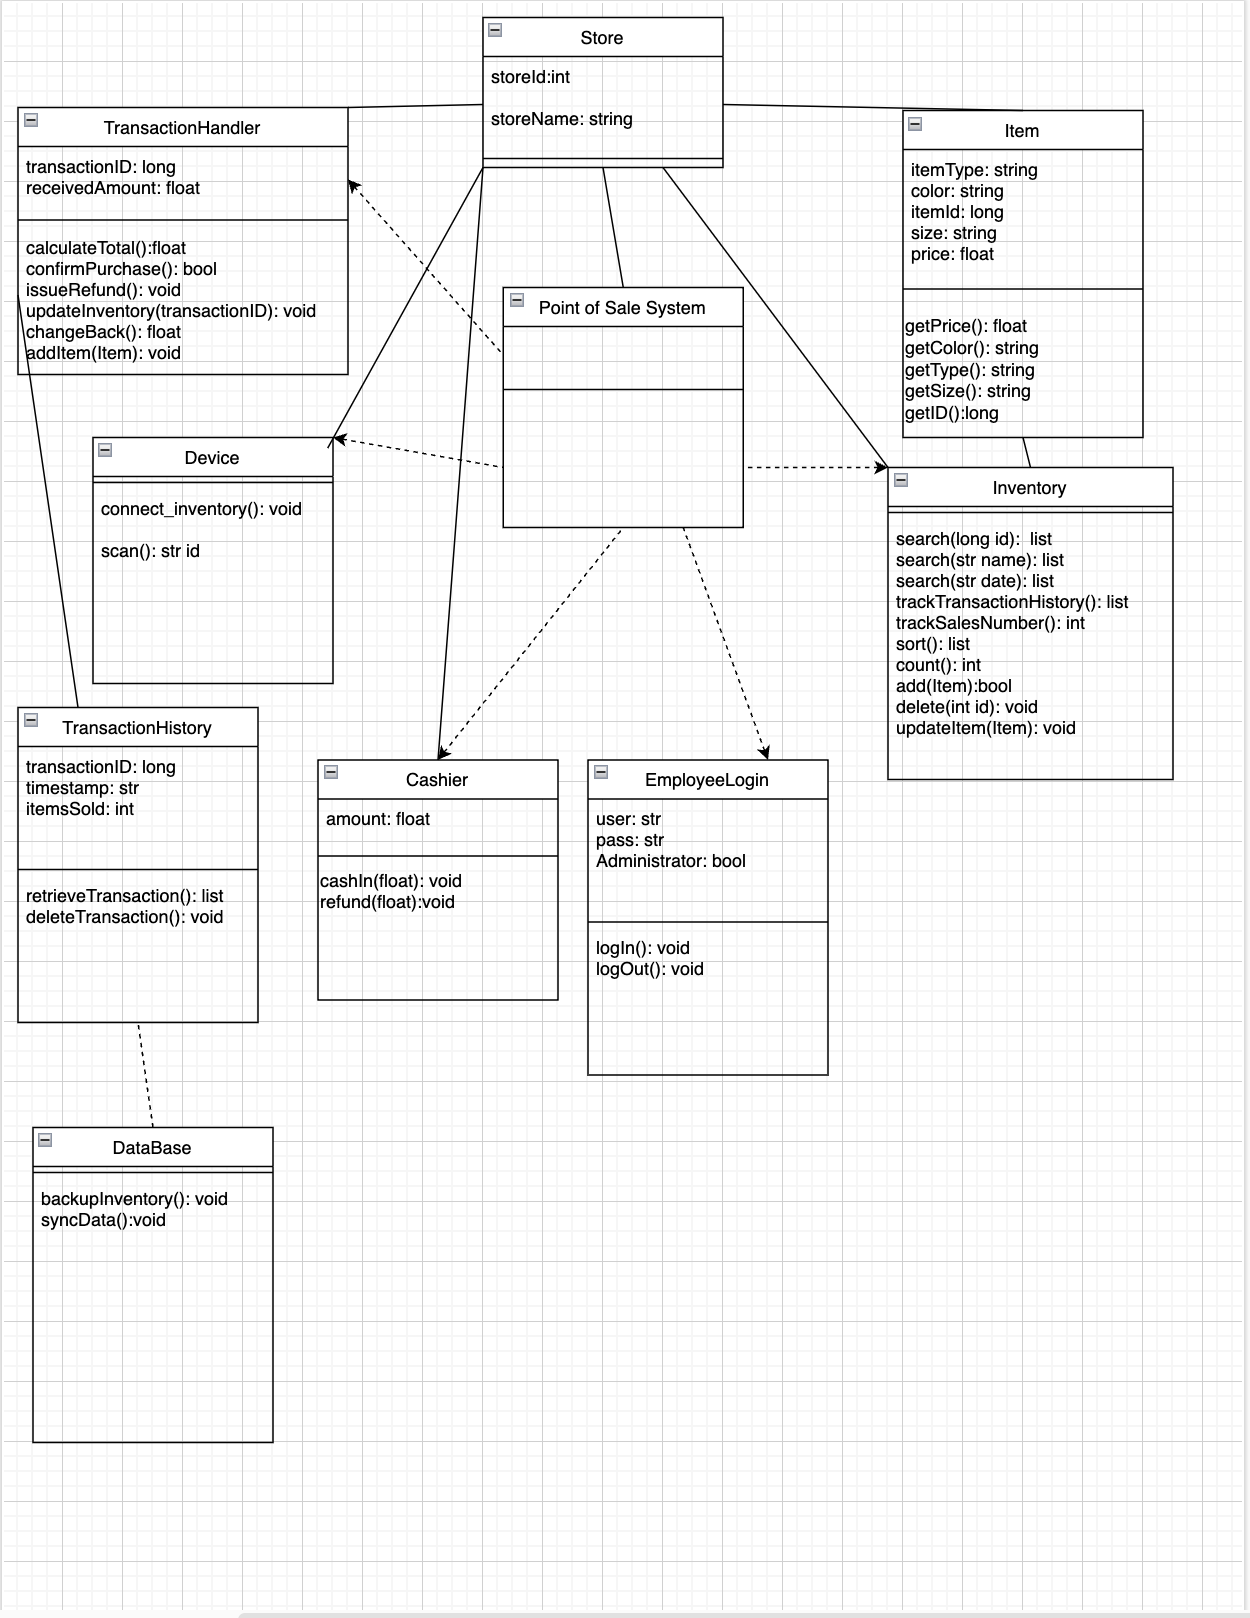 Store
storeId:int
storeName: string
TransactionHandler
transactionID: long
receivedAmount: float
calculateTotal():float
confirmPurchase(): bool
issueRefund(): void
updateInventory(transactionID): void
changeBack(): float
addItem(Item): void
Item
itemType: string
color: string
itemId: long
size: string
price: float
getPrice(): float
getColor(): string
getType(): string
getSize(): string
getID():long
Point of Sale System
Device
connect_inventory(): void
scan(): str id
Inventory
search(long id):  list
search(str name): list
search(str date): list
trackTransactionHistory(): list
trackSalesNumber(): int
sort(): list
count(): int
add(Item):bool
delete(int id): void
updateItem(Item): void
TransactionHistory
transactionID: long
timestamp: str
itemsSold: int
retrieveTransaction(): list
deleteTransaction(): void
Cashier
amount: float
cashIn(float): void
refund(float):void
EmployeeLogin
user: str
pass: str
Administrator: bool
logIn(): void
logOut(): void
DataBase
backupInventory(): void
syncData():void